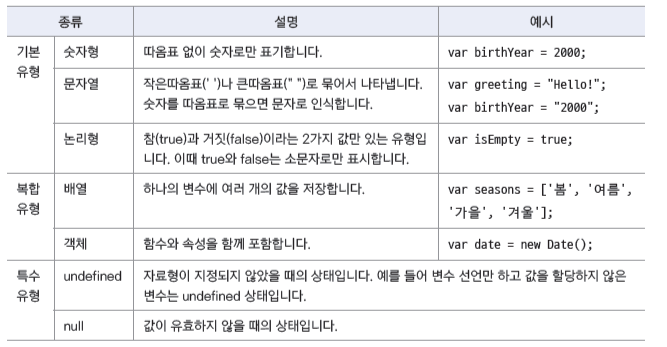 종류 설명 예시
기본 유형 숫자형 따옴표 없이 숫자로만 표기합니다. var birthYear = 2000;
문자열 작은따옴표(' ')나 큰따옴표(" ")로 묶어서 나타냅니다. var greeting = "Hello!";
숫자를 따옴표로 묶으면 문자로 인식합니다. var birthYear = "2000";
논리형 참(true)과 거짓(false)이라는 2가지 값만 있는 유형입 var isEmpty = true;
니다. 이때 true와 false는 소문자로만 표시합니다.
복합 유형 배열 하나의 변수에 여러 개의 값을 저장합니다. var seasons = ['봄', '여름',
'가을', '겨울'];
객체 함수와 속성을 함께 포함합니다. var date = new Date();
특수 유형 undefined 자료형이 지정되지 않았을 때의 상태입니다. 예를 들어 변수 선언만 하고 값을 할당하지 않은
변수는 undefined 상태입니다.
null 값이 유효하지 않을 때의 상태입니다.